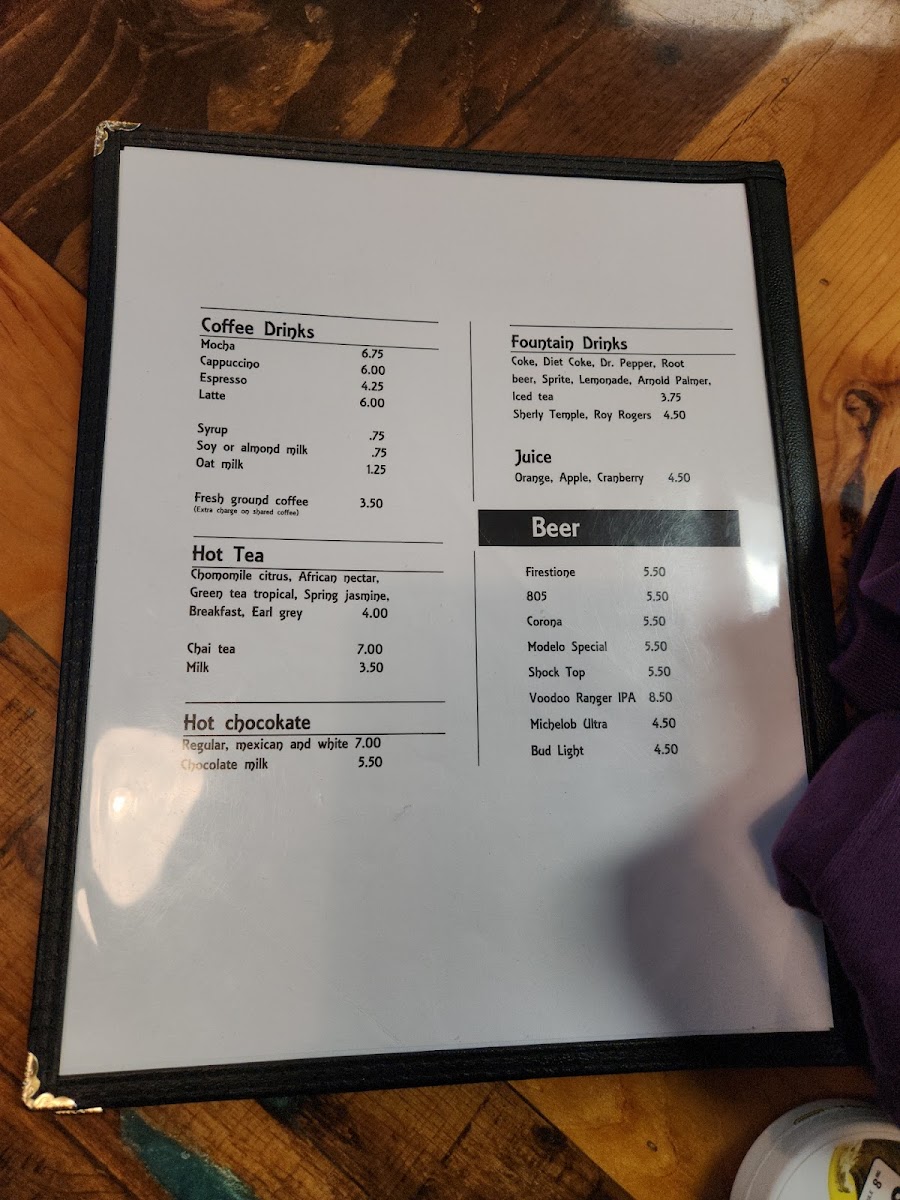 Coffee Drinks
Mocha 6.75
Cappuccino 6.00
Espresso 4.25
Latte 6.00
Syrup .75
Soy or almond milk .75
Oat milk 1.25
Fresh ground coffee 3.50
(Extra charge on shared coffee)
Hot Tea
Chomomile citrus, African nectar,
Green tea tropical, Spring jasmine,
Breakfast, Earl grey 4.00
Chai tea 7.00
Milk 3.50
Hot chocokate
Regular, mexican and white 7.00
Chocolate milk 5.50
Fountain Drinks
Coke, Diet Coke, Dr. Pepper, Root
beer, Sprite, Lemonade, Arnold Palmer,
Iced tea 3.75
Sherly Temple, Roy Rogers 4.50
Juice
Orange, Apple, Cranberry 4.50
Beer
Firestione 5.50
805 5.50
Corona 5.50
Modelo Special 5.50
Shock Top 5.50
Voodoo Ranger IPA 8.50
Michelob Ultra 4.50
Bud Light 4.50